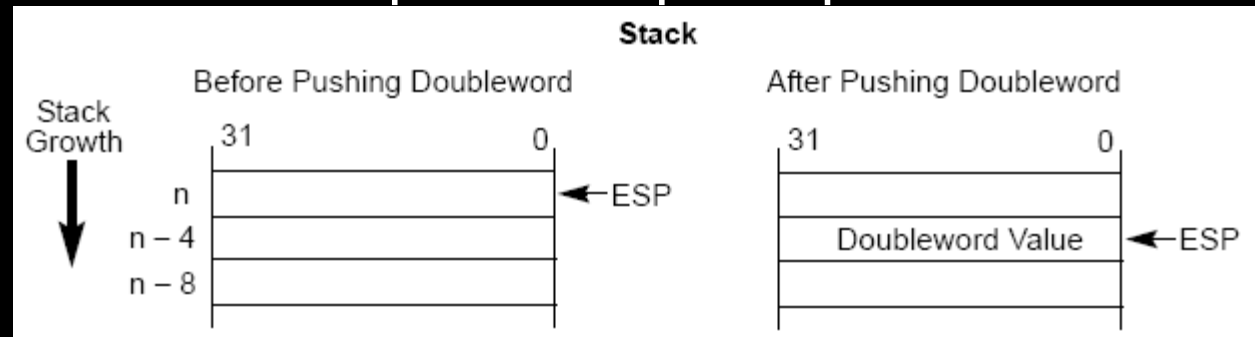 Stack
Before Pushing Doubleword
After Pushing Doubleword
Stack
Growth
31 0
31 0
n
ESP
n – 4
Doubleword Value
ESP
n – 8